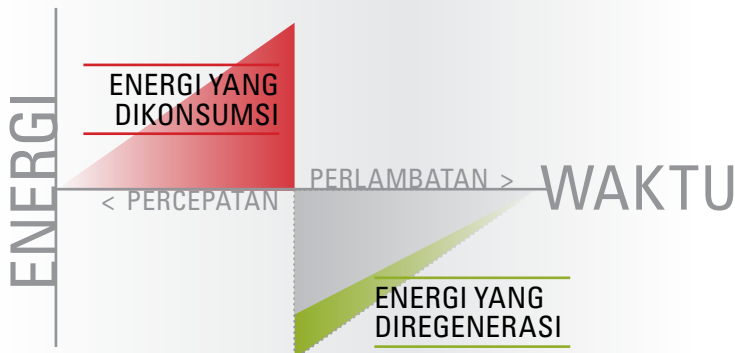 ENERGI
ENERGI YANG
DIKONSUMSI
PERLAMBATAN >
WAKTU
< PERCEPATAN
ENERGI YANG
DIREGENERASI